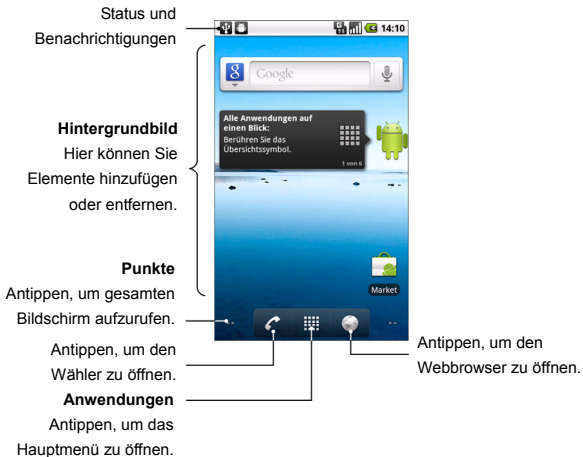 Status und
Benachrichtigungen
14:10
8 Google
Hintergrundbild
Hier können Sie
Elemente hinzufügen
oder entfernen.
Alle Anwendungen auf
einen Blick:
Berühren Sie das
Übersichtssymbol.
1 von 6
Market
Punkte
Antippen, um gesamten
Bildschirm aufzurufen.
Antippen, um den
Wähler zu öffnen.
Anwendungen
Antippen, um das
Hauptmenü zu öffnen.
Antippen, um den
Webbrowser zu öffnen.